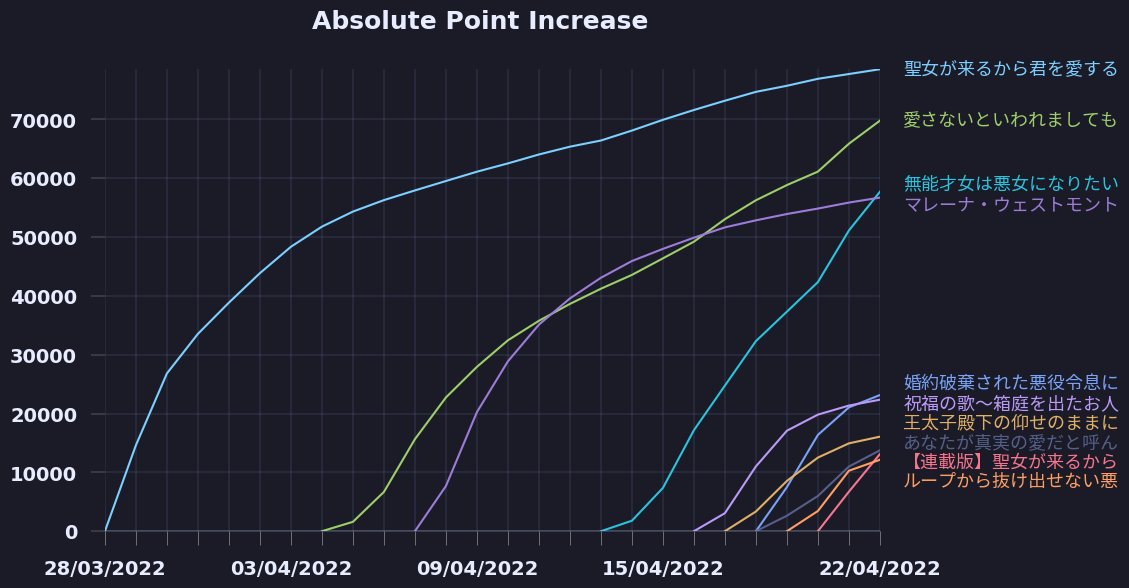 Absolute Point Increase
聖女が来るから君を愛する
愛さないといわれましても
無能才女は悪女になりたい
マレーナ・ウェストモント
婚約破棄された悪役令息に
祝福の歌～箱庭を出たお人
王太子殿下の仰せのままに
あなたが真実の愛だと呼ん
【連載版】聖女が来るから
ループから抜け出せない悪
70000
60000
50000
40000
30000
20000
10000
0
28/03/2022
03/04/2022
09/04/2022
15/04/2022
22/04/2022